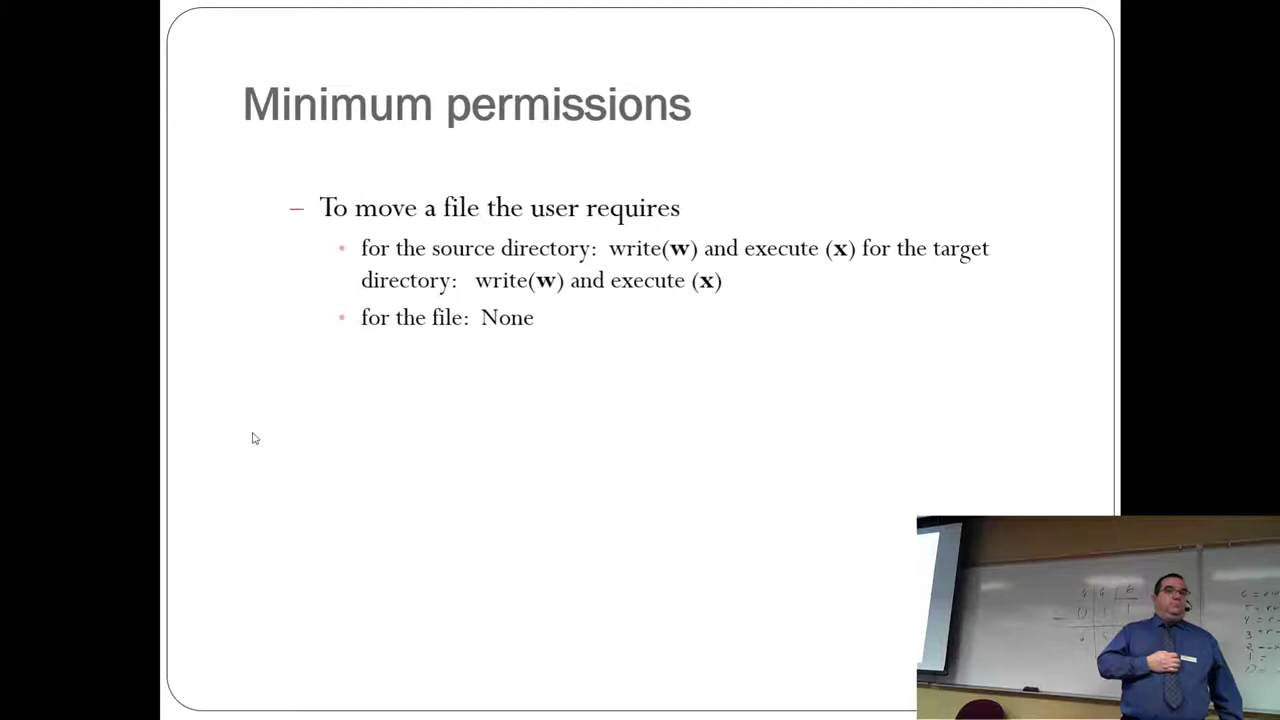 Minimum permissions
– To move a file the user requires
• for the source directory: write(w) and execute (x) for the target
directory: write(w) and execute (x)
• for the file: None